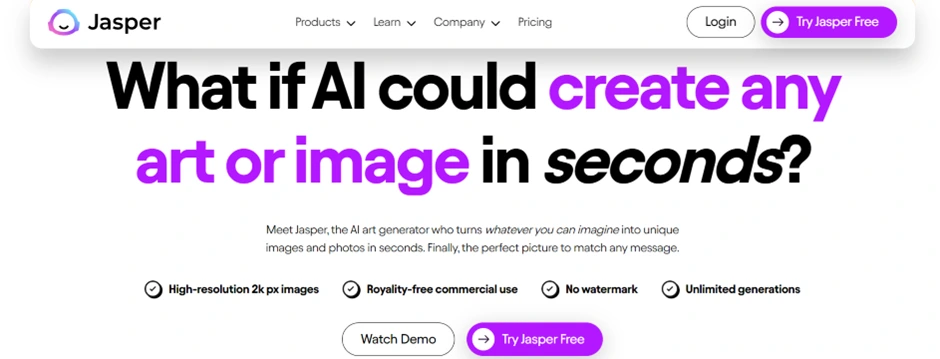 Jasper
Products Learn Company Pricing
Login
Try Jasper Free
What if AI could create any
art or image in seconds?
Meet Jasper, the AI art generator who turns whatever you can imagine into unique
images and photos in seconds. Finally, the perfect picture to match any message.
High-resolution 2k px images Royality-free commercial use No watermark Unlimited generations
Watch Demo Try Jasper Free